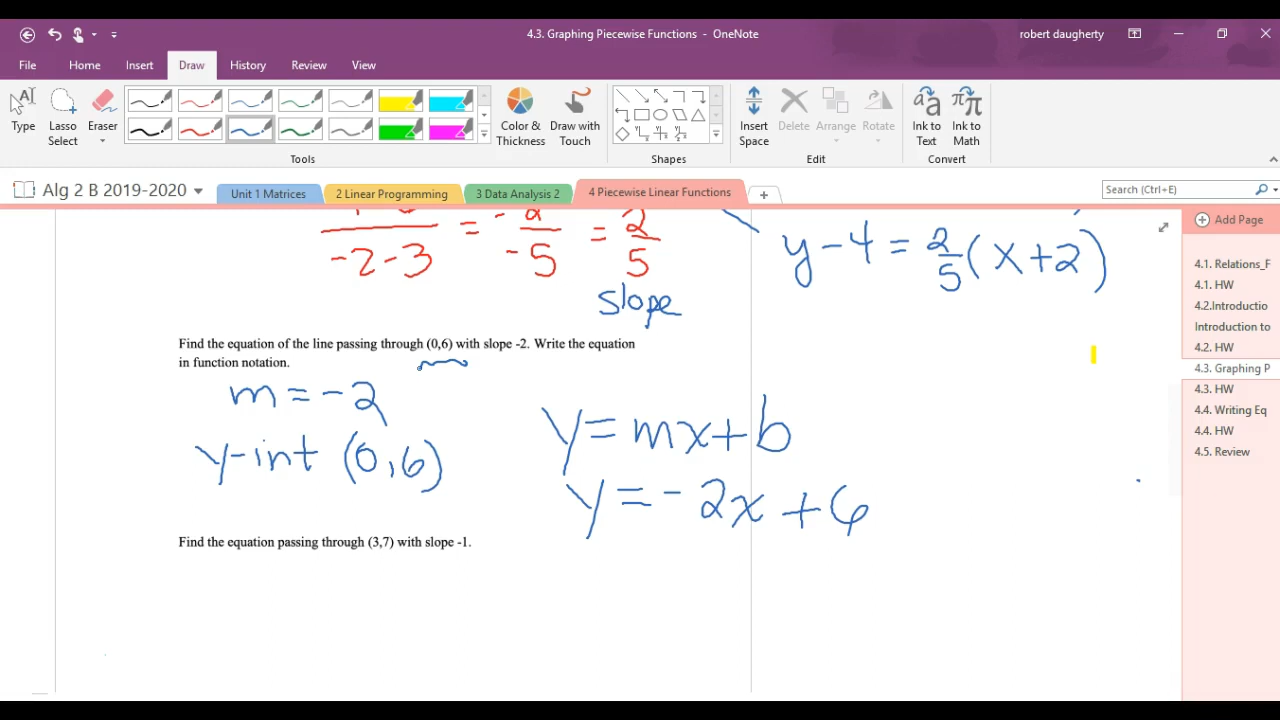 4.3. Graphing Piecewise Functions - OneNote
robert daugherty
File Home Insert Draw History Review View
Type
Lasso Select
Eraser
Color & Thickness
Draw with Touch
Insert Space
Delete
Arrange
Rotate
Ink to Text
Ink to Math
Tools
Shapes
Edit
Convert
Alg 2 B 2019-2020
Unit 1 Matrices
2 Linear Programming
3 Data Analysis 2
4 Piecewise Linear Functions
Search (Ctrl+E)
Add Page
4.1. Relations_F
4.1. HW
4.2.Introductio
Introduction to
4.2. HW
4.3. Graphing P
4.3. HW
4.4. Writing Eq
4.4. HW
4.5. Review
-2-3 = -2/-5 = 2/5
slope
y-4 = 2/5(x+2)
Find the equation of the line passing through (0,6) with slope -2. Write the equation
in function notation.
m = -2
y-int (0,6)
y = mx+b
y = -2x + 6
Find the equation passing through (3,7) with slope -1.